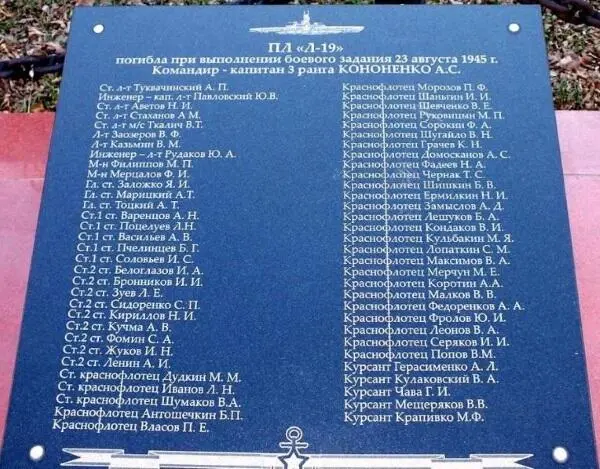 ПЛ «Л-19»
погибла при выполнении боевого задания 23 августа 1945 г.
Командир - капитан 3 ранга КОНОНЕНКО А.С.
Ст. л-т Туквачинский А. П.
Инженер – кап. л-т Павловский Ю.В.
Ст. л-т Аветов Н. И.
Ст. л-т Стаханов А М.
Ст. л-т м/с Ткалич В.Т.
Л-т Заозеров В. Ф.
Л-т Казьмин В. М.
Инженер – л-т Рудаков Ю. А.
М-н Филиппов М. П.
М-н Мерцалов Ф. И.
Гл. ст. Заложко Я. И.
Гл. ст. Марицкий А.Т.
Гл. ст. Тоцкий А. Т.
Ст.1 ст. Варенцов А. Н.
Ст.1 ст. Поцелуев Л.Н.
Ст.1 ст. Васильев А. В.
Ст.1 ст. Пчелинцев Б. Г.
Ст.1 ст. Соловьев И. С.
Ст.2 ст. Белоглазов И. А.
Ст.2 ст. Бронников И. И.
Ст.2 ст. Зуев Л. Е.
Ст.2 ст. Сидоренко С. П.
Ст.2 ст. Кириллов Н. И.
Ст.2 ст. Кучма А. В.
Ст.2 ст. Фомин С. А.
Ст.2 ст. Жуков И. Н.
Ст.2 ст. Ленин А. И.
Ст. краснофлотец Дудкин М. М.
Ст. краснофлотец Иванов Л. Н.
Ст. краснофлотец Шумаков В.А.
Краснофлотец Антошечкин Б.П.
Краснофлотец Власов П. Е.
Краснофлотец Морозов П. Ф.
Краснофлотец Шаньгин И. И.
Краснофлотец Шевченко В. Е.
Краснофлотец Руковицын М. П.
Краснофлотец Сорокин Ф. А.
Краснофлотец Шугайло В. Н.
Краснофлотец Грачев К. Н.
Краснофлотец Домосканов А. С.
Краснофлотец Фадеев Н. А.
Краснофлотец Чернак Т. С.
Краснофлотец Шишкин Б. В.
Краснофлотец Ермилкин Н. И.
Краснофлотец Замыслов А. Д.
Краснофлотец Лешуков Б. А.
Краснофлотец Кондаков В. И.
Краснофлотец Кульбакин М. Я.
Краснофлотец Лопаткин С. М.
Краснофлотец Максимов В. А.
Краснофлотец Мерчун М. Е.
Краснофлотец Коротин А.А.
Краснофлотец Малков В. В.
Краснофлотец Федоренков А. А.
Краснофлотец Фролов Ю. И.
Краснофлотец Леонов В. А.
Краснофлотец Серяков И. И.
Краснофлотец Попов В.М.
Курсант Герасименко А. Л.
Курсант Кулаковский В. А.
Курсант Чава Г. И.
Курсант Мещеряков В.В.
Курсант Крапивко М.Ф.